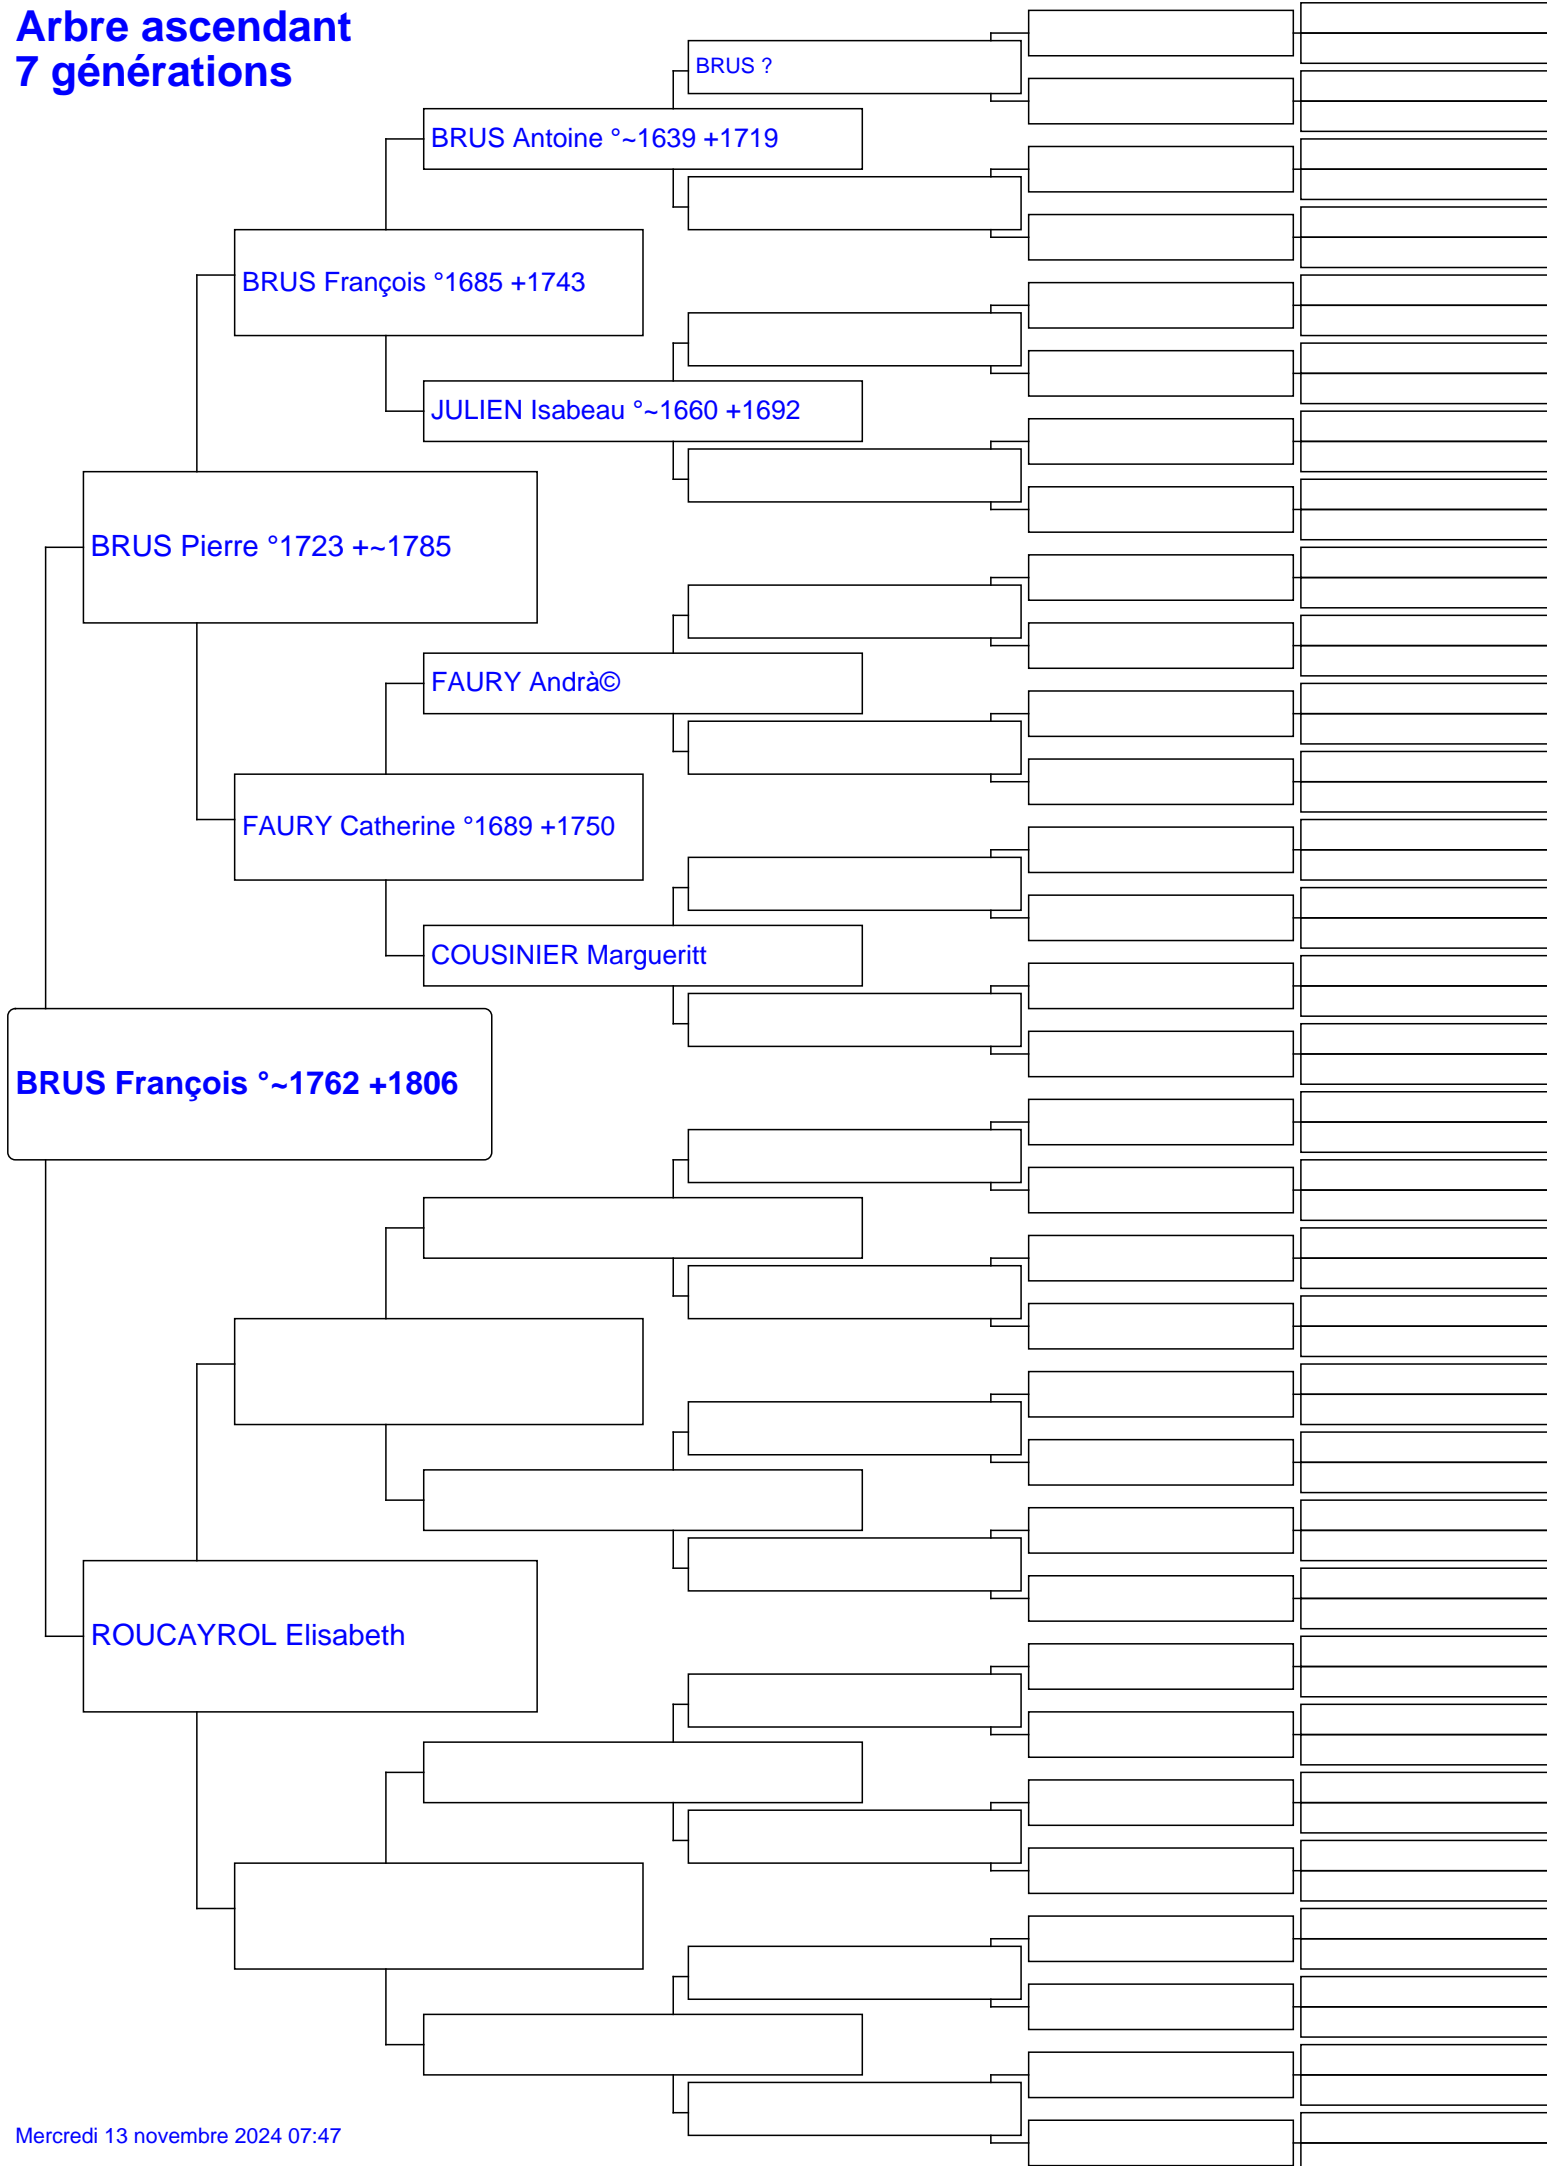 Arbre ascendant
7 générations
BRUS ?
BRUS Antoine °~1639 +1719
BRUS François °1685 +1743
JULIEN Isabeau °~1660 +1692
BRUS Pierre °1723 +~1785
FAURY Andrà©
FAURY Catherine °1689 +1750
COUSINIER Margueritt
BRUS François °~1762 +1806
ROUCAYROL Elisabeth
Mercredi 13 novembre 2024 07:47